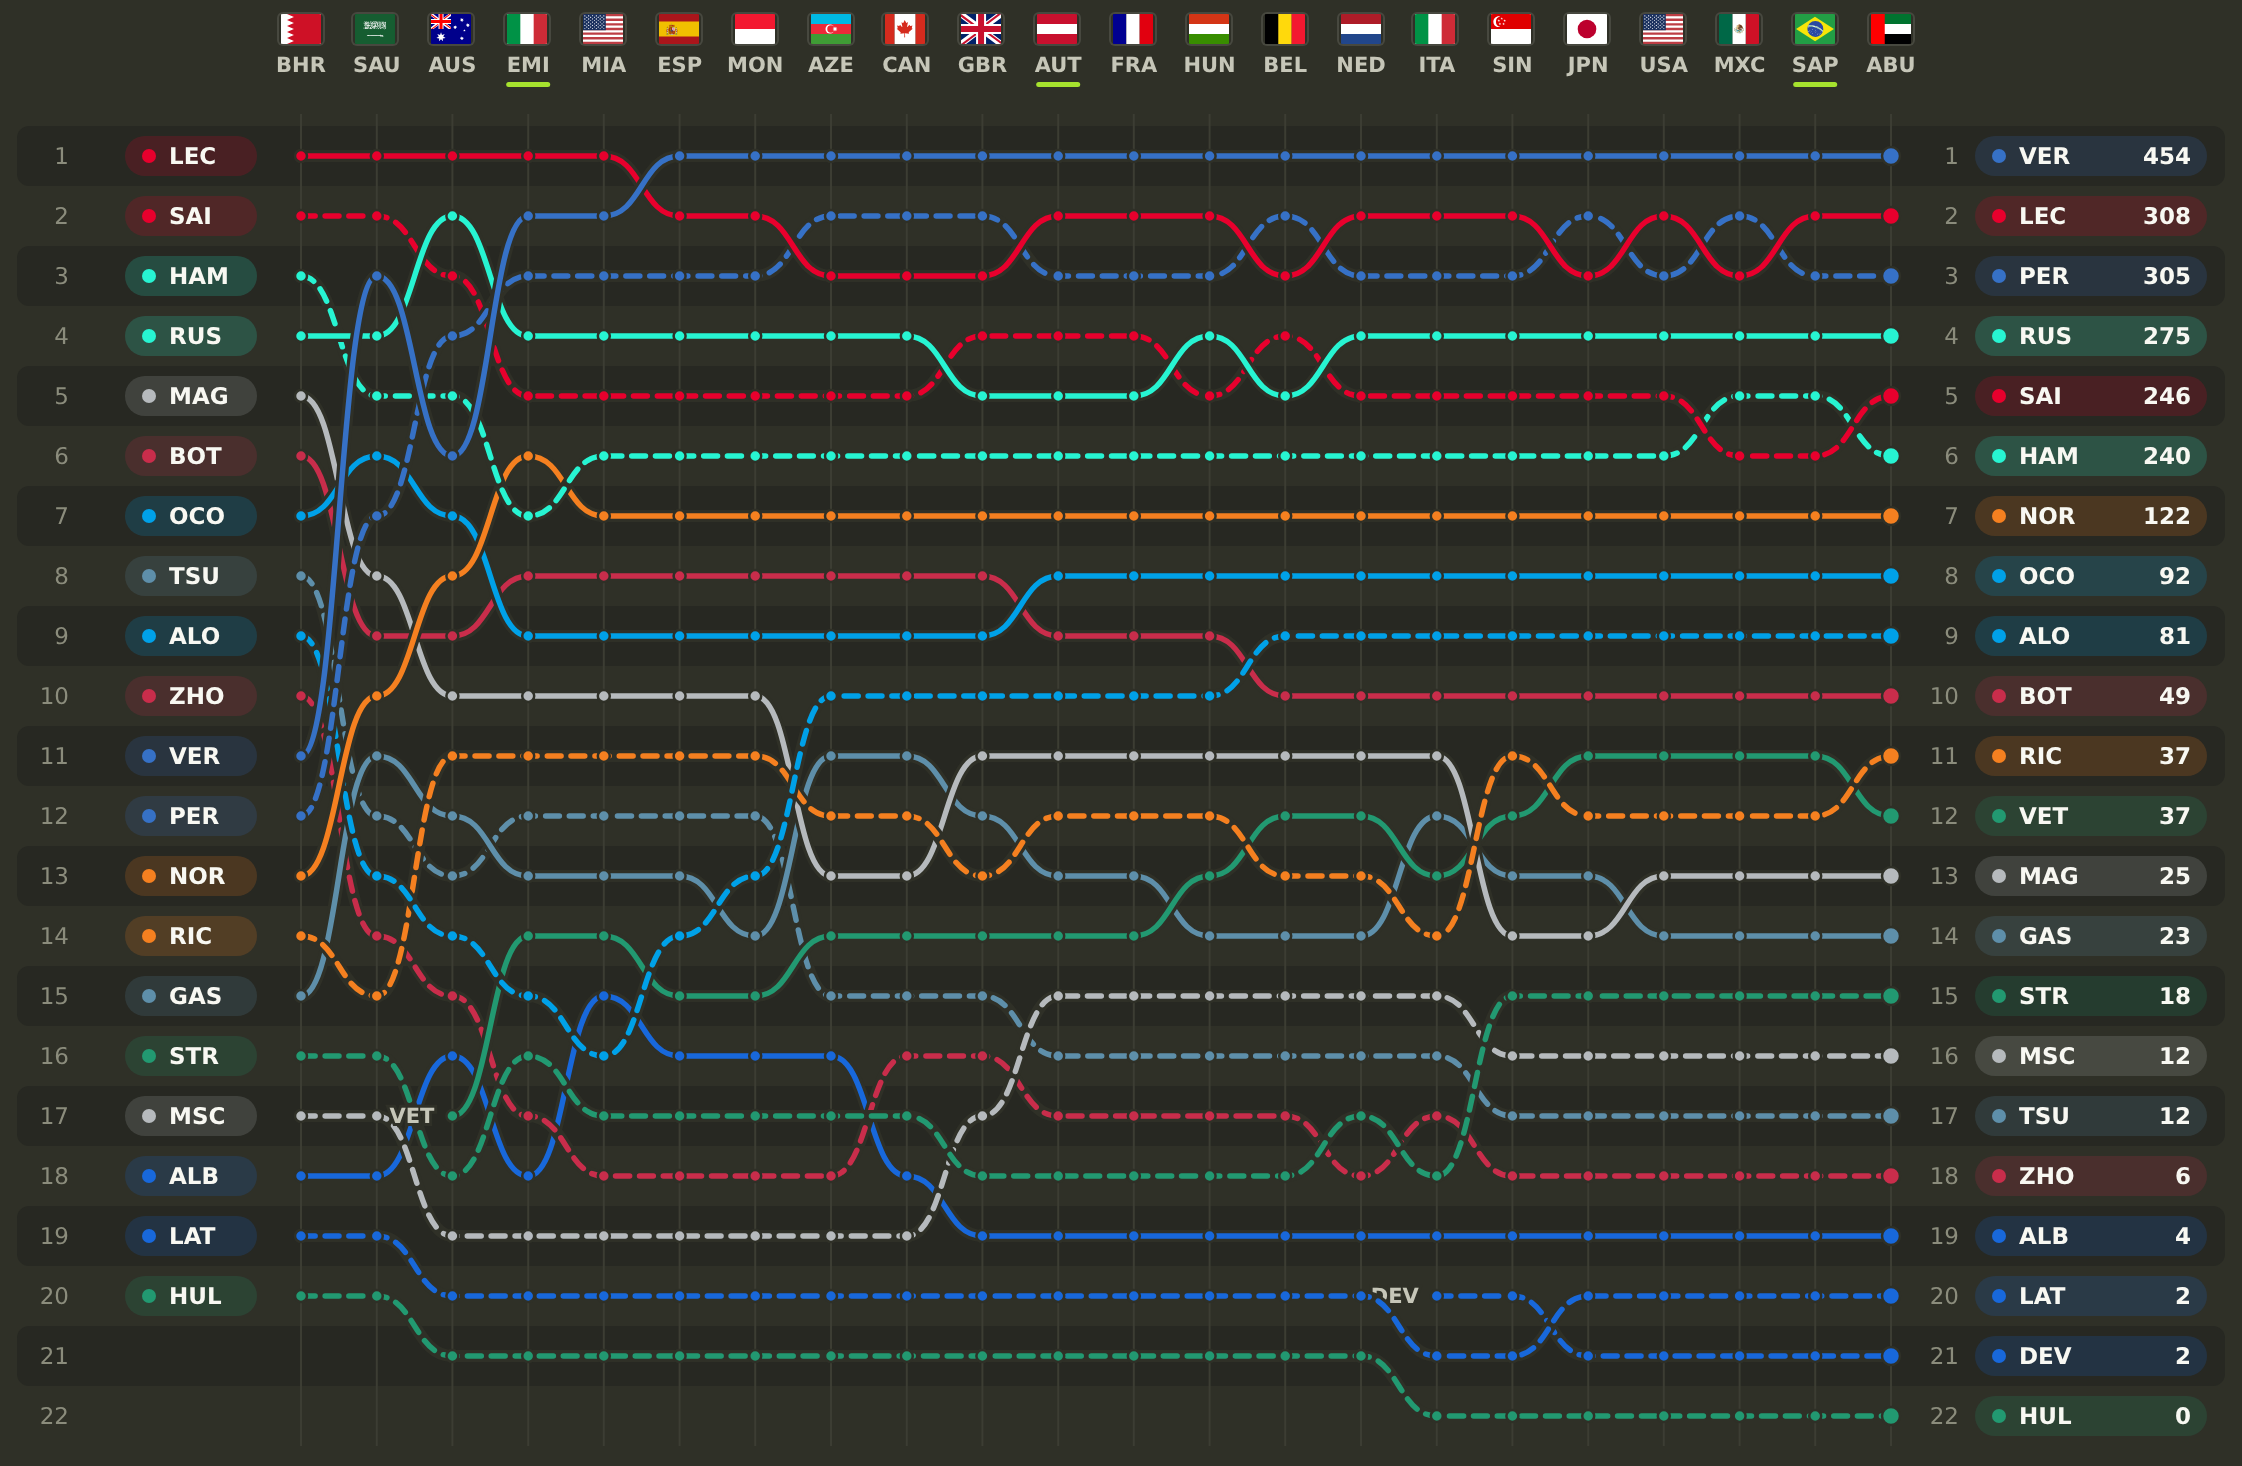 BHR SAU AUS EMI MIA ESP MON AZE CAN GBR AUT FRA HUN BEL NED ITA SIN JPN USA MXC SAP ABU
1 LEC 1 VER 454
2 SAI 2 LEC 308
3 HAM 3 PER 305
4 RUS 4 RUS 275
5 MAG 5 SAI 246
6 BOT 6 HAM 240
7 OCO 7 NOR 122
8 TSU 8 OCO 92
9 ALO 9 ALO 81
10 ZHO 10 BOT 49
11 VER 11 RIC 37
12 PER 12 VET 37
13 NOR 13 MAG 25
14 RIC 14 GAS 23
15 GAS 15 STR 18
16 STR 16 MSC 12
17 MSC VET 17 TSU 12
18 ALB 18 ZHO 6
19 LAT 19 ALB 4
20 HUL DEV 20 LAT 2
21 21 DEV 2
22 22 HUL 0